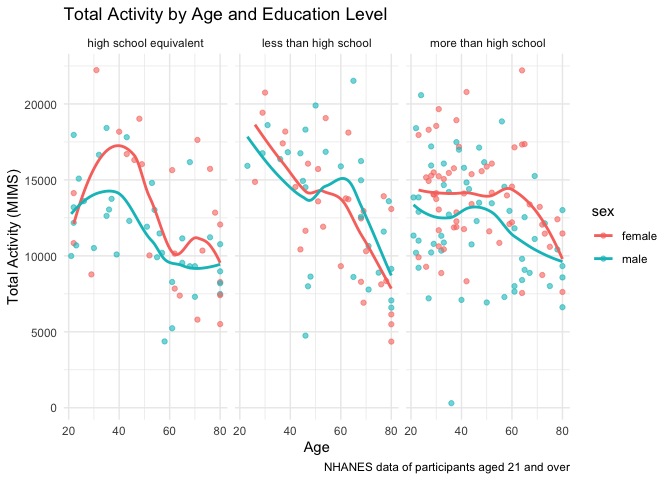 Total Activity by Age and Education Level
high school equivalent less than high school more than high school
20000
15000
10000
5000
0
Total Activity (MIMS)
20 40 60 80 20 40 60 80 20 40 60 80
Age
sex
female
male
NHANES data of participants aged 21 and over